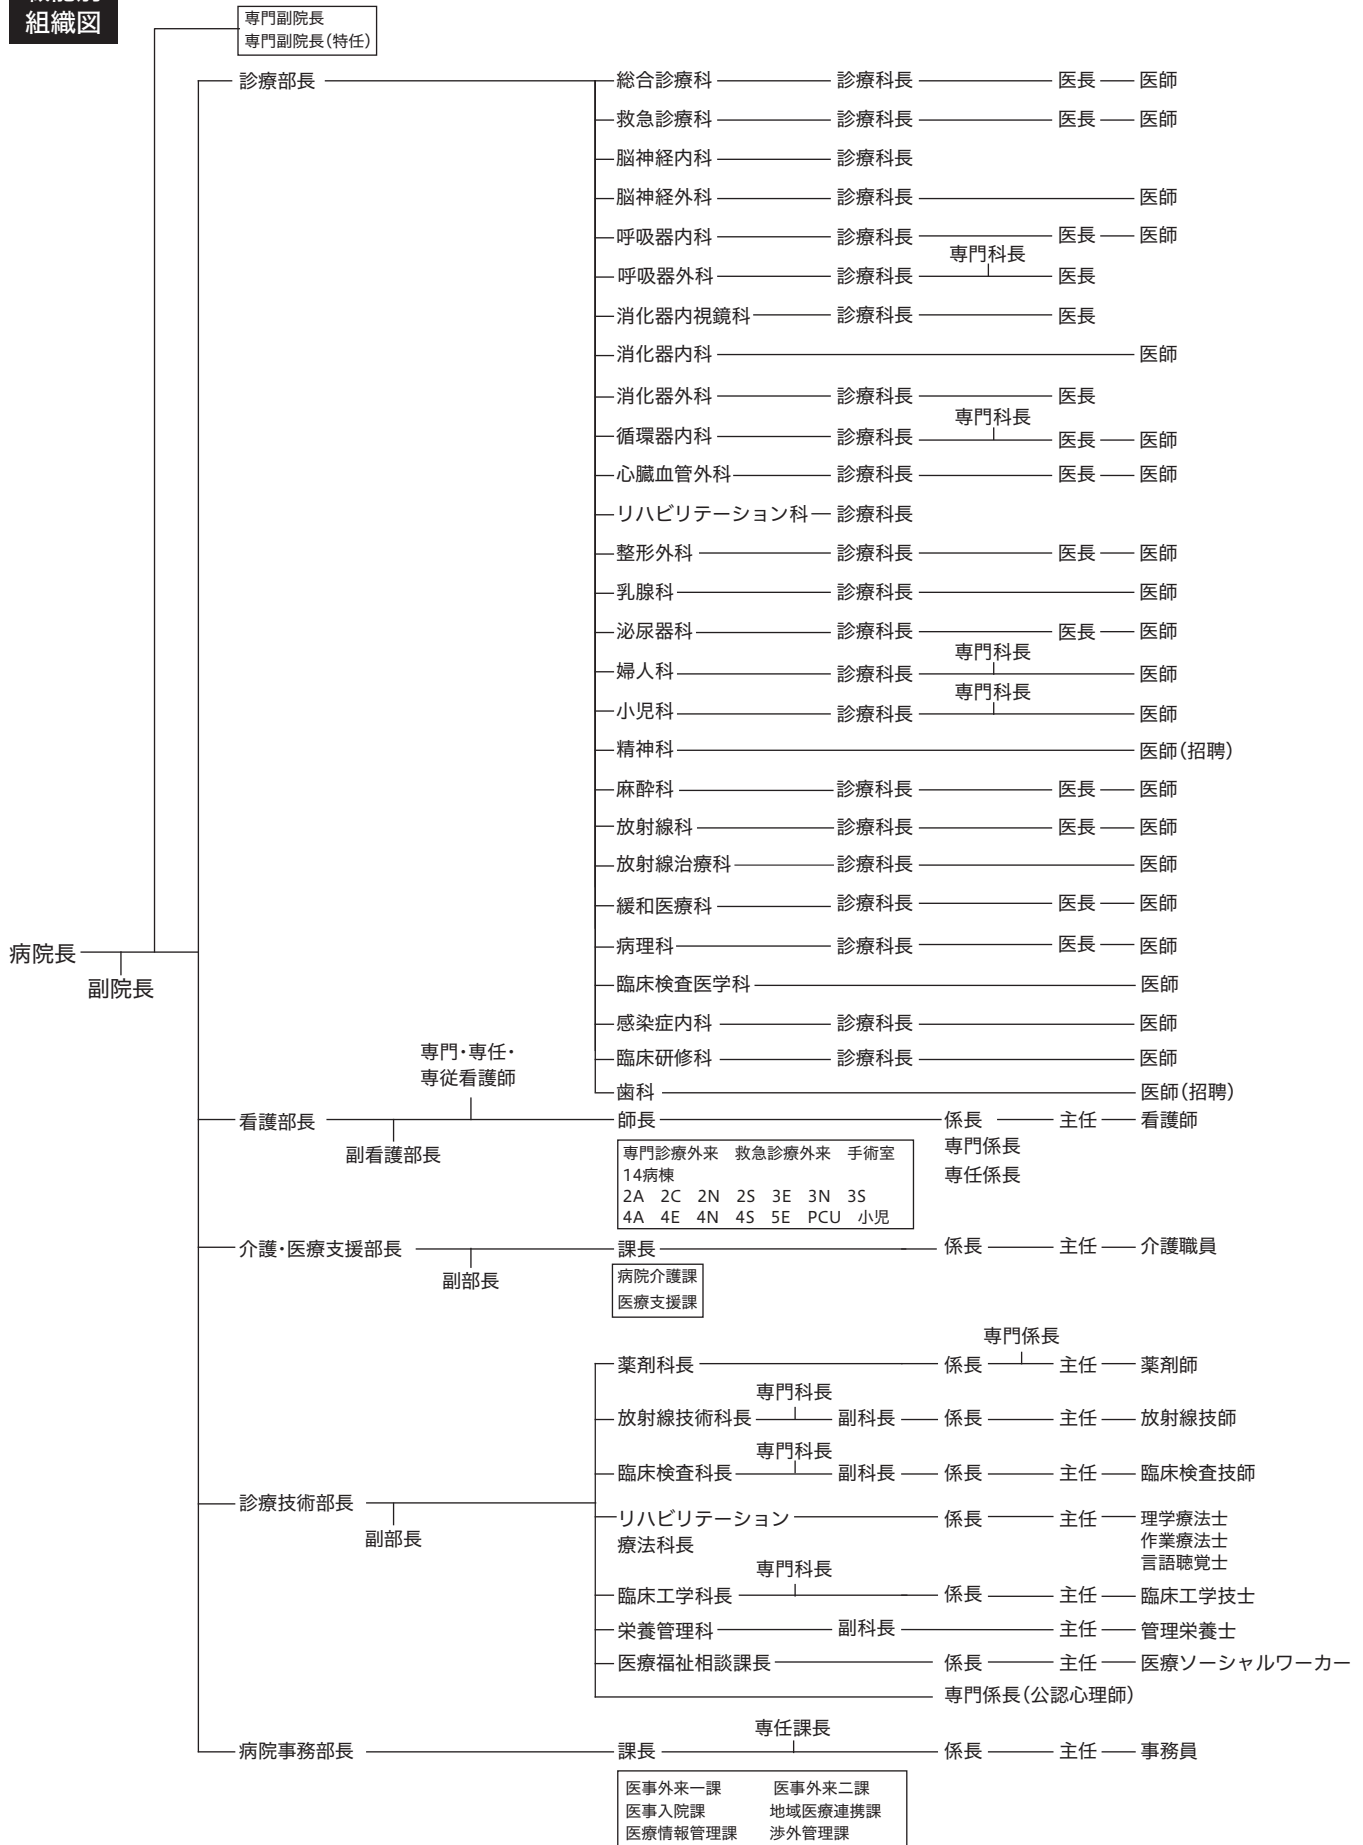 組織図
専門副院長
専門副院長(特任)
診療部長 総合診療科 診療科長 医長 医師
救急診療科 診療科長 医長 医師
脳神経内科 診療科長
脳神経外科 診療科長 医師
呼吸器内科 診療科長 医長 医師
専門科長
呼吸器外科 診療科長 医長
消化器内視鏡科 診療科長 医長
消化器内科 医師
消化器外科 診療科長 医長
専門科長
循環器内科 診療科長 医長 医師
心臓血管外科 診療科長 医長 医師
リハビリテーション科 診療科長
整形外科 診療科長 医長 医師
乳腺科 診療科長 医師
泌尿器科 診療科長 医長 医師
専門科長
婦人科 診療科長 医師
専門科長
小児科 診療科長 医師
精神科 医師(招聘)
麻酔科 診療科長 医長 医師
放射線科 診療科長 医長 医師
放射線治療科 診療科長 医師
緩和医療科 診療科長 医長 医師
病理科 診療科長 医長 医師
病院長
副院長
臨床検査医学科 医師
感染症内科 診療科長 医師
臨床研修科 診療科長 医師
歯科 医師(招聘)
専門・専任・
専従看護師
看護部長 師長 係長 主任 看護師
副看護部長
専門係長
専任係長
専門診療外来 救急診療外来 手術室
14病棟
2A 2C 2N 2S 3E 3N 3S
4A 4E 4N 4S 5E PCU 小児
介護・医療支援部長 課長 係長 主任 介護職員
副部長
病院介護課
医療支援課
専門係長
薬剤科長 係長 主任 薬剤師
専門科長
放射線技術科長 副科長 係長 主任 放射線技師
専門科長
臨床検査科長 副科長 係長 主任 臨床検査技師
診療技術部長
副部長
リハビリテーション 係長 主任 理学療法士
療法科長 作業療法士
言語聴覚士
専門科長
臨床工学科長 係長 主任 臨床工学技士
栄養管理科 副科長 主任 管理栄養士
医療福祉相談課長 係長 主任 医療ソーシャルワーカー
専門係長(公認心理師)
専任課長
病院事務部長 課長 係長 主任 事務員
医事外来一課 医事外来二課
医事入院課 地域医療連携課
医療情報管理課 渉外管理課